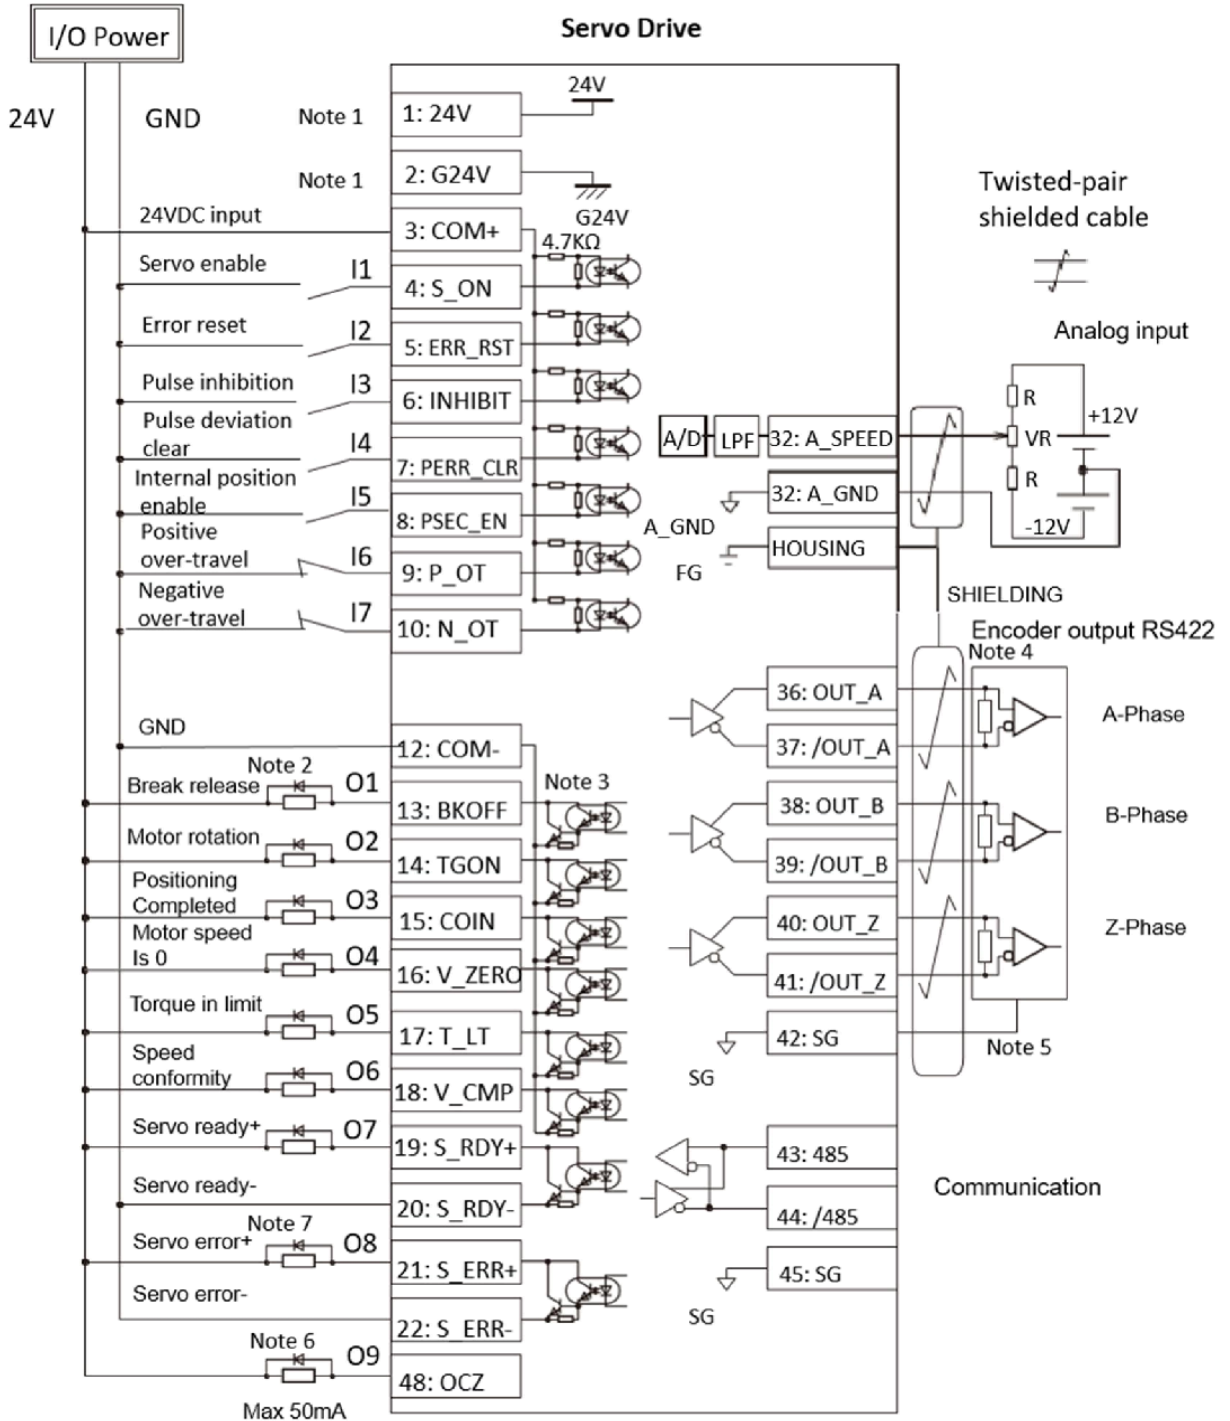 I/O Power
Servo Drive
24V
GND
Note 1
1: 24V
24V
Note 1
2: G24V
G24V
24VDC input
3: COM+
4.7KΩ
Servo enable
I1
4: S_ON
Error reset
I2
5: ERR_RST
Pulse inhibition
I3
6: INHIBIT
Pulse deviation
clear
I4
7: PERR_CLR
Internal position
enable
I5
8: PSEC_EN
Positive
over-travel
I6
9: P_OT
Negative
over-travel
I7
10: N_OT
GND
12: COM-
Note 2
Note 3
Break release
O1
13: BKOFF
Motor rotation
O2
14: TGON
Positioning
Completed
O3
15: COIN
Motor speed
Is 0
O4
16: V_ZERO
Torque in limit
O5
17: T_LT
Speed
conformity
O6
18: V_CMP
Servo ready+
O7
19: S_RDY+
Servo ready-
20: S_RDY-
Note 7
Servo error+
O8
21: S_ERR+
Servo error-
22: S_ERR-
Note 6
O9
48: OCZ
Max 50mA
Twisted-pair
shielded cable
Analog input
R
+12V
A/D
LPF
32: A_SPEED
VR
R
32: A_GND
A_GND
-12V
HOUSING
FG
SHIELDING
Encoder output RS422
Note 4
36: OUT_A
A-Phase
37: /OUT_A
38: OUT_B
B-Phase
39: /OUT_B
40: OUT_Z
Z-Phase
41: /OUT_Z
42: SG
SG
Note 5
43: 485
Communication
44: /485
45: SG
SG